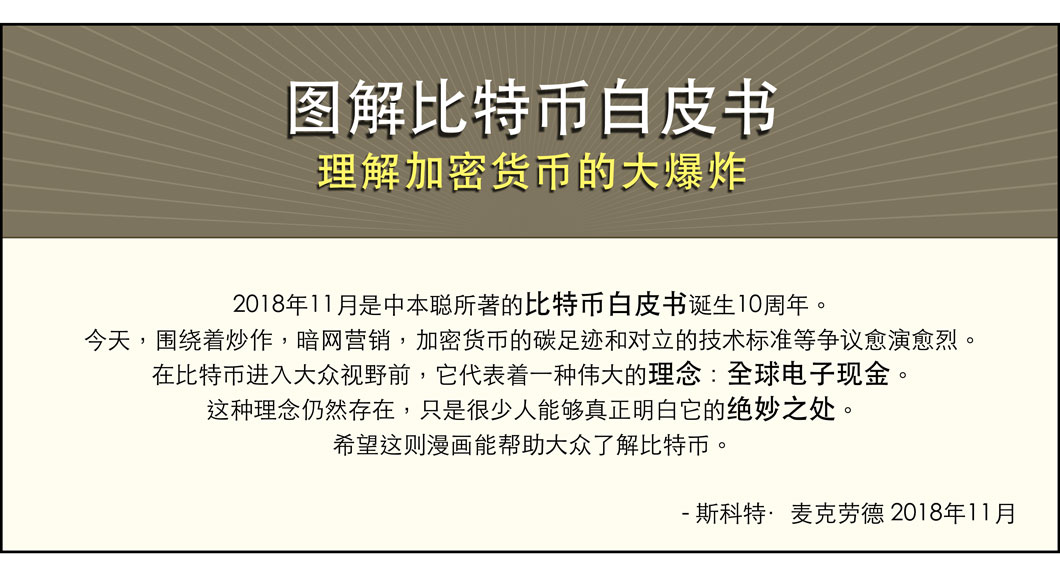 图解比特币白皮书
理解加密货币的大爆炸
2018年11月是中本聪所著的比特币白皮书诞生10周年。
今天，围绕着炒作，暗网营销，加密货币的碳足迹和对立的技术标准等争议愈演愈烈。
在比特币进入大众视野前，它代表着一种伟大的理念：全球电子现金。
这种理念仍然存在，只是很少人能够真正明白它的绝妙之处。
希望这则漫画能帮助大众了解比特币。
- 斯科特· 麦克劳德 2018年11月